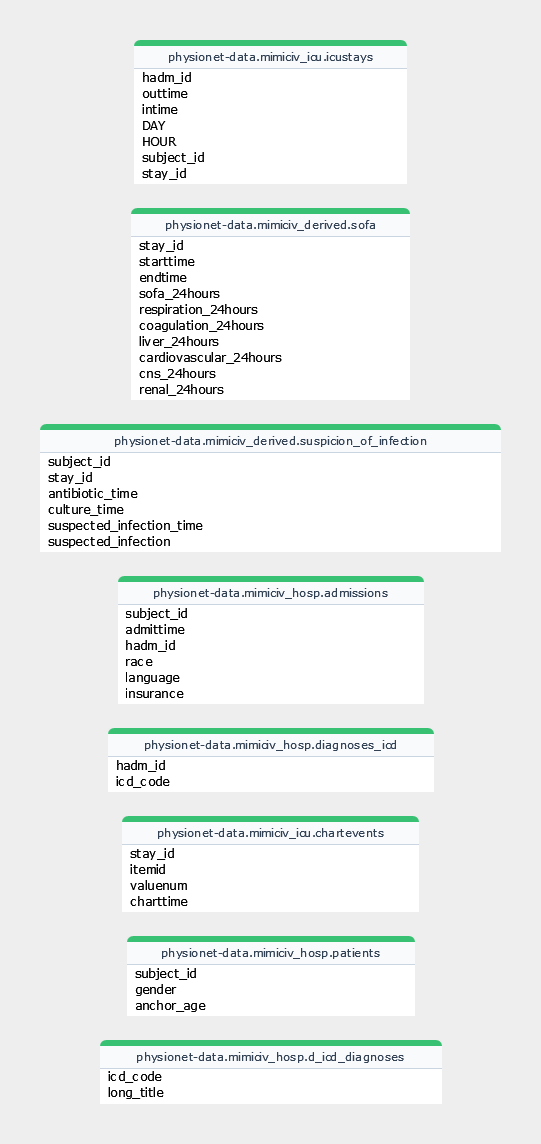 physionet-data.mimiciv_icu.icustays
hadm_id
outtime
intime
DAY
HOUR
subject_id
stay_id
physionet-data.mimiciv_derived.sofa
stay_id
starttime
endtime
sofa_24hours
respiration_24hours
coagulation_24hours
liver_24hours
cardiovascular_24hours
cns_24hours
renal_24hours
physionet-data.mimiciv_derived.suspicion_of_infection
subject_id
stay_id
antibiotic_time
culture_time
suspected_infection_time
suspected_infection
physionet-data.mimiciv_hosp.admissions
subject_id
admittime
hadm_id
race
language
insurance
physionet-data.mimiciv_hosp.diagnoses_icd
hadm_id
icd_code
physionet-data.mimiciv_icu.chartevents
stay_id
itemid
valuenum
charttime
physionet-data.mimiciv_hosp.patients
subject_id
gender
anchor_age
physionet-data.mimiciv_hosp.d_icd_diagnoses
icd_code
long_title